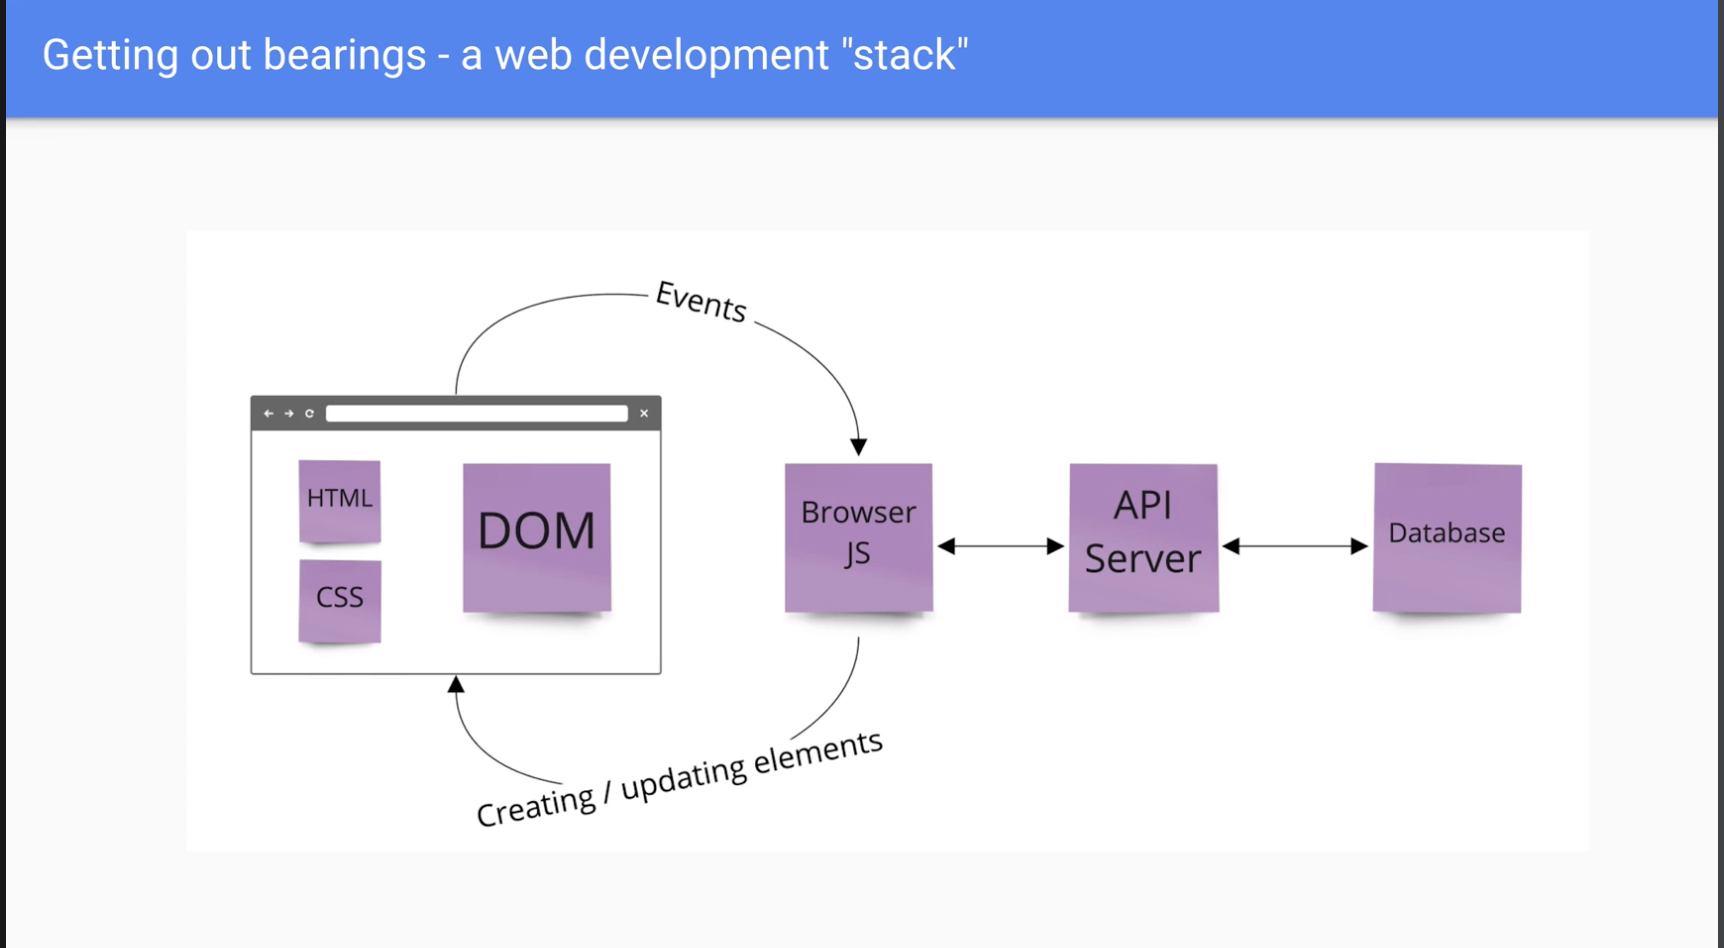 Getting out bearings - a web development "stack"
Events
HTML
CSS
DOM
Browser
JS
API
Server
Database
Creating / updating elements